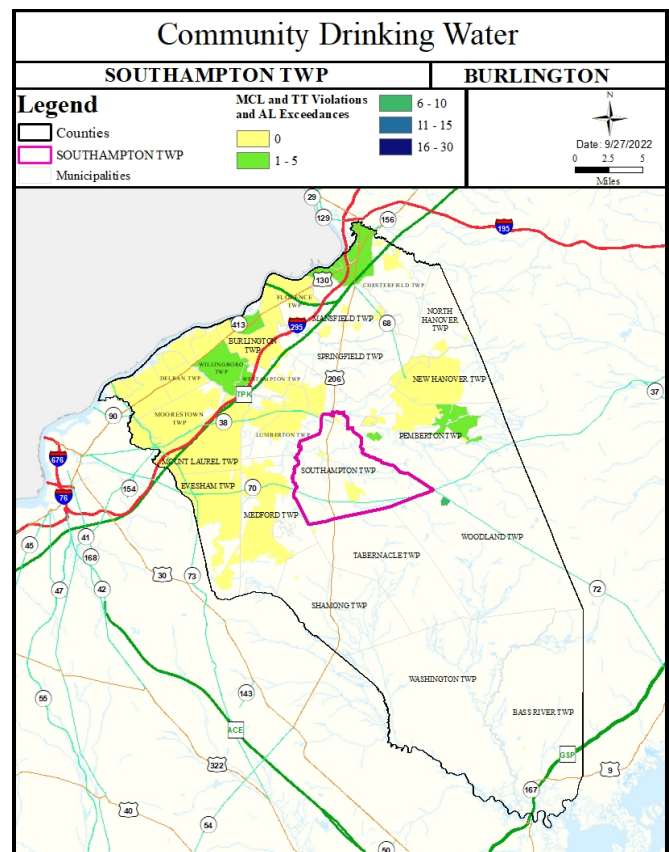 Community Drinking Water
SOUTHAMPTON TWP
BURLINGTON
Legend
Counties
SOUTHAMPTON TWP
Municipalities
MCL and TT Violations
and AL Exceedances
0
1 - 5
6 - 10
11 - 15
16 - 30
N
Date: 9/27/2022
0 2.5 5
Miles
29
129
156
195
130
CHESTERFIELD TWP
FLORENCE
TWP
MANSFIELD TWP
NORTH
HANOVER
TWP
413
295
68
BURLINGTON
TWP
SPRINGFIELD TWP
WILLINGBORO
TWP
DELRAN TWP
WESTAMPTON TWP
206
NEW HANOVER TWP
TPK
37
90
MOORESTOWN
TWP
38
LUMBERTON TWP
PEMBERTON TWP
676
MOUNT LAUREL TWP
SOUTHAMPTON TWP
76
154
EVESHAM TWP
70
MEDFORD TWP
41
45
168
WOODLAND TWP
TABERNACLE TWP
30
73
47
42
72
SHAMONG TWP
WASHINGTON TWP
143
55
BASS RIVER TWP
ACE
GSP
322
9
167
40
54
50